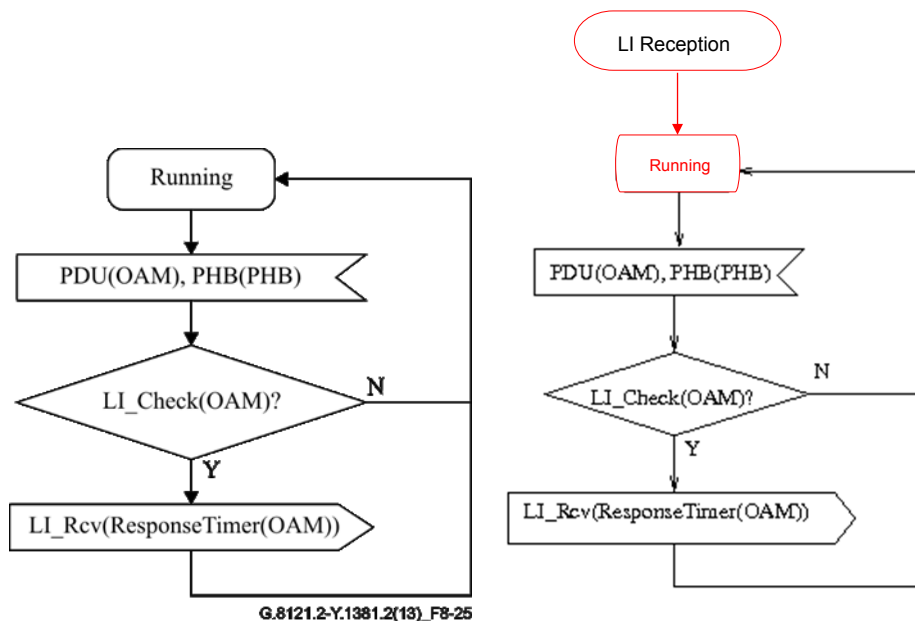 Running
PDU(OAM), PHB(PHB)
LI_Check(OAM)?
N
Y
LI_Rcv(ResponseTimer(OAM))
G.8121.2-Y.1381.2(13)_F8-25
LI Reception
Running
PDU(OAM), PHB(PHB)
LI_Check(OAM)?
N
Y
LI_Rcv(ResponseTimer(OAM))